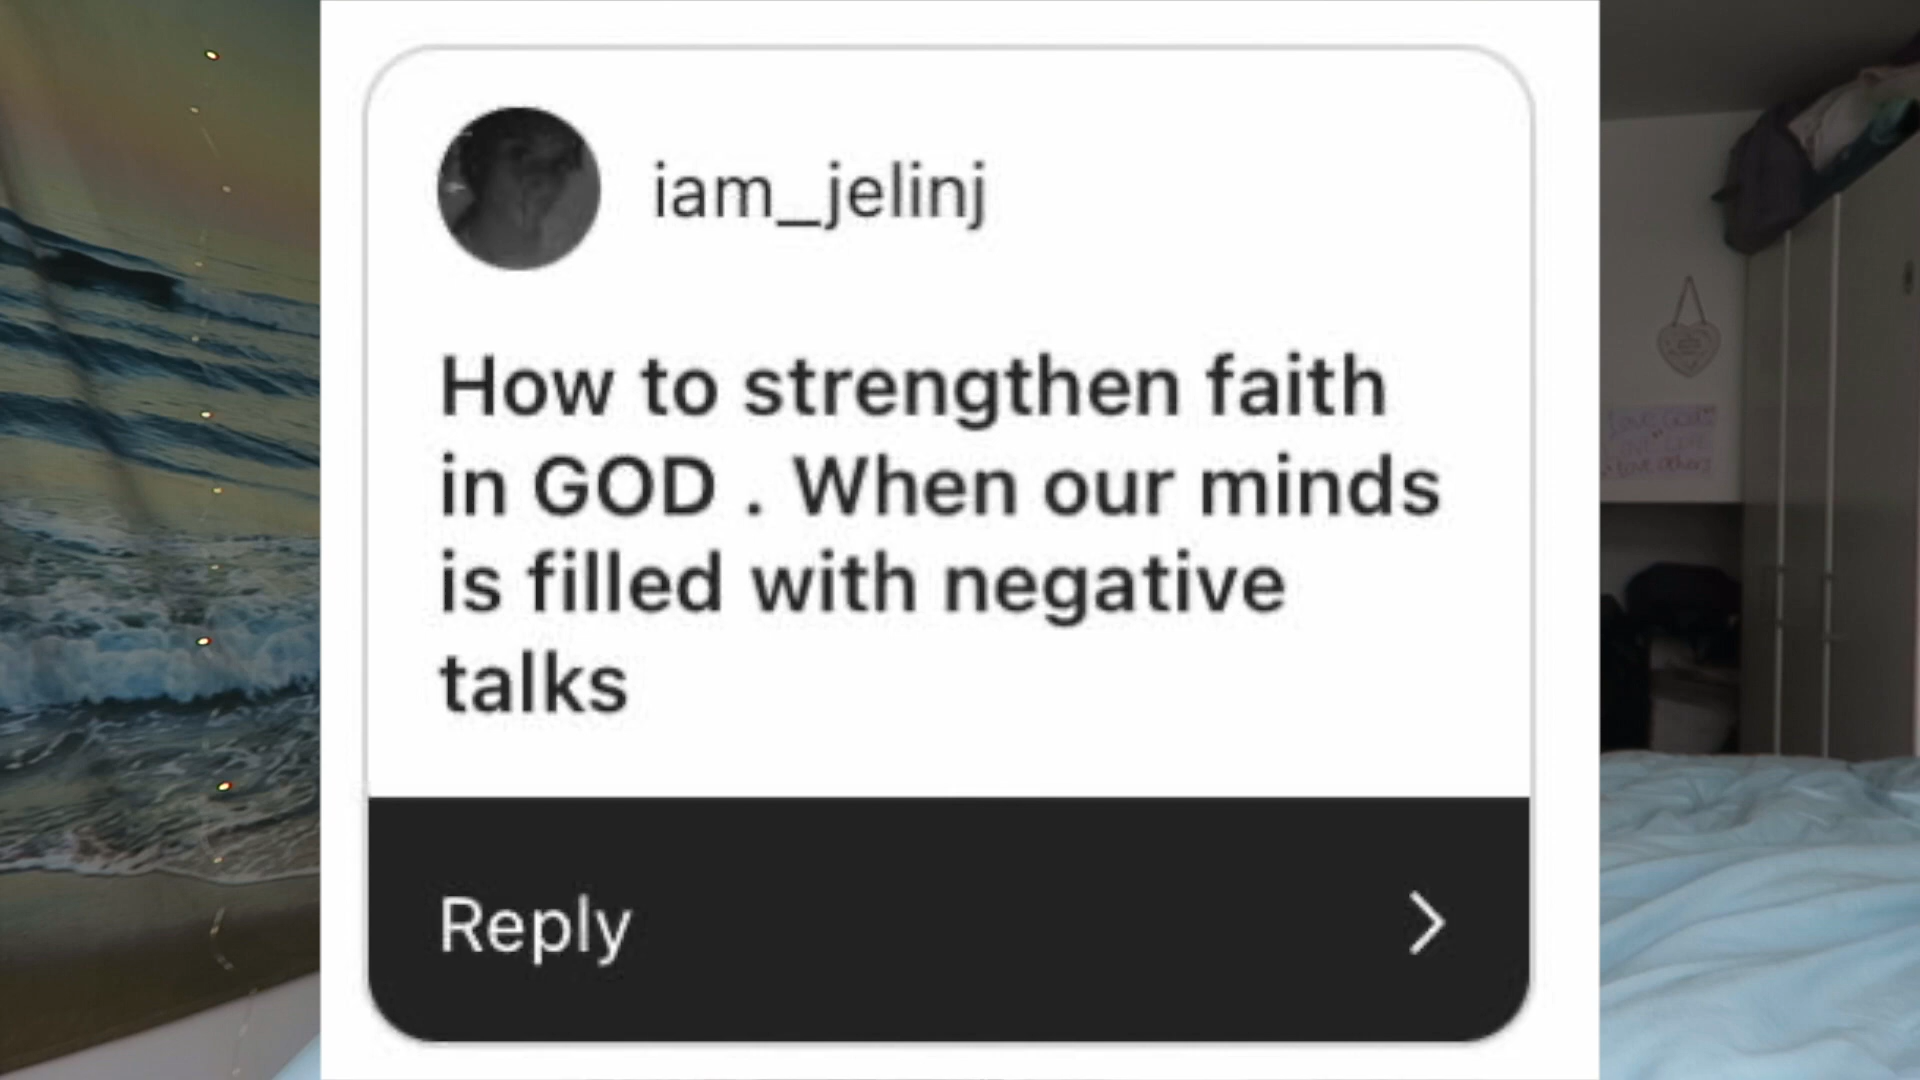 iam_jelinj
How to strengthen faith
in GOD . When our minds
is filled with negative
talks
Reply